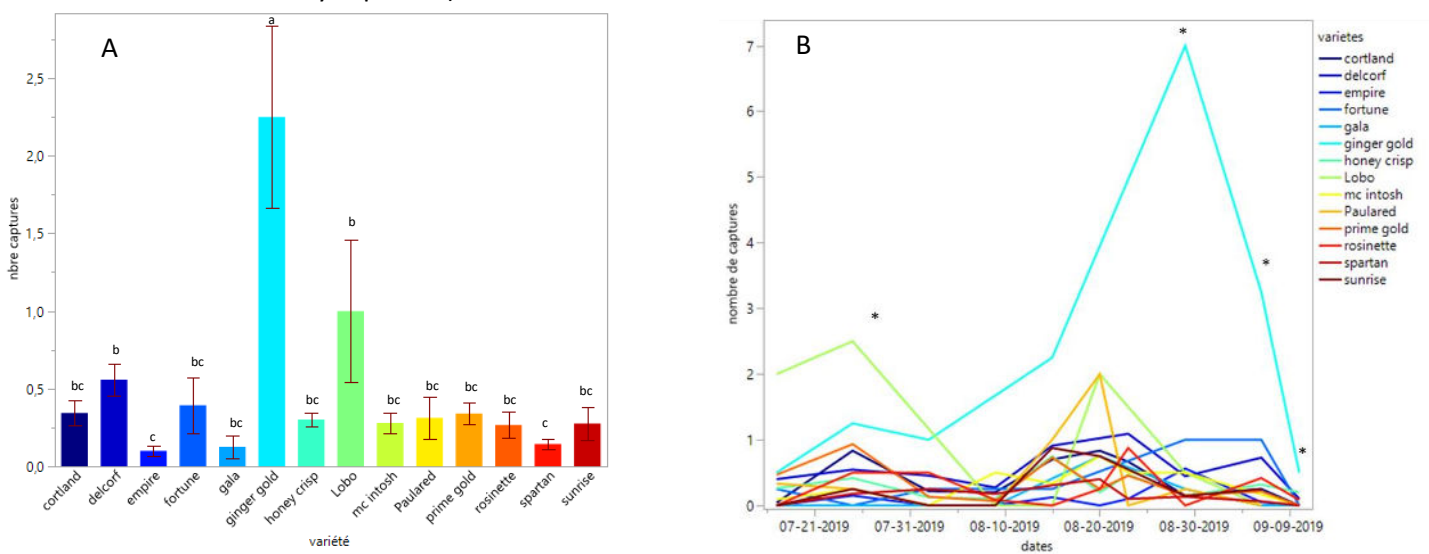 A
nbre captures
2,5
2,0
1,5
1,0
0,5
0,0
bc
b
c
bc
bc
a
bc
b
bc
bc
bc
bc
c
bc
cortland
delcorf
empire
fortune
gala
ginger gold
honey crisp
Lobo
mc intosh
Paulared
prime gold
rosinette
spartan
sunrise
variété
B
nombre de captures
7
6
5
4
3
2
1
0
*
*
*
*
07-21-2019
07-31-2019
08-10-2019
08-20-2019
08-30-2019
09-09-2019
dates
varietes
cortland
delcorf
empire
fortune
gala
ginger gold
honey crisp
Lobo
mc intosh
Paulared
prime gold
rosinette
spartan
sunrise